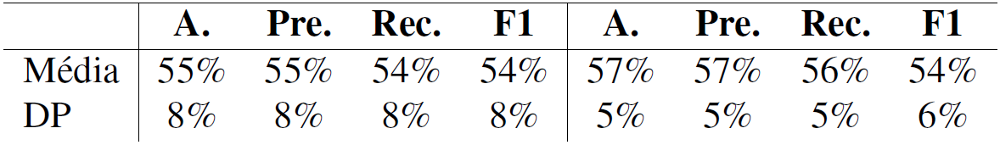 A. Pre. Rec. F1 A. Pre. Rec. F1
Média 55% 55% 54% 54% 57% 57% 56% 54%
DP 8% 8% 8% 8% 5% 5% 5% 6%